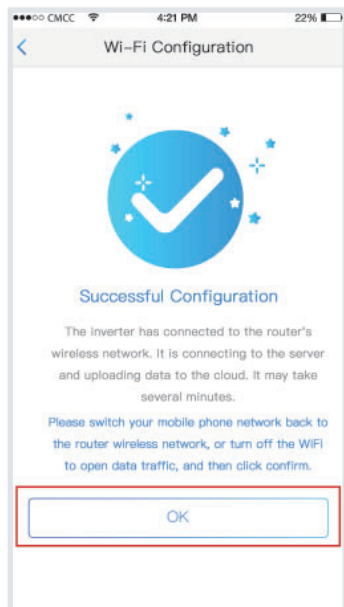 CMCC 4:21 PM 22%
Wi-Fi Configuration
Successful Configuration
The inverter has connected to the router's
wireless network. It is connecting to the server
and uploading data to the cloud. It may take
several minutes.
Please switch your mobile phone network back to
the router wireless network, or turn off the WiFi
to open data traffic, and then click confirm.
OK